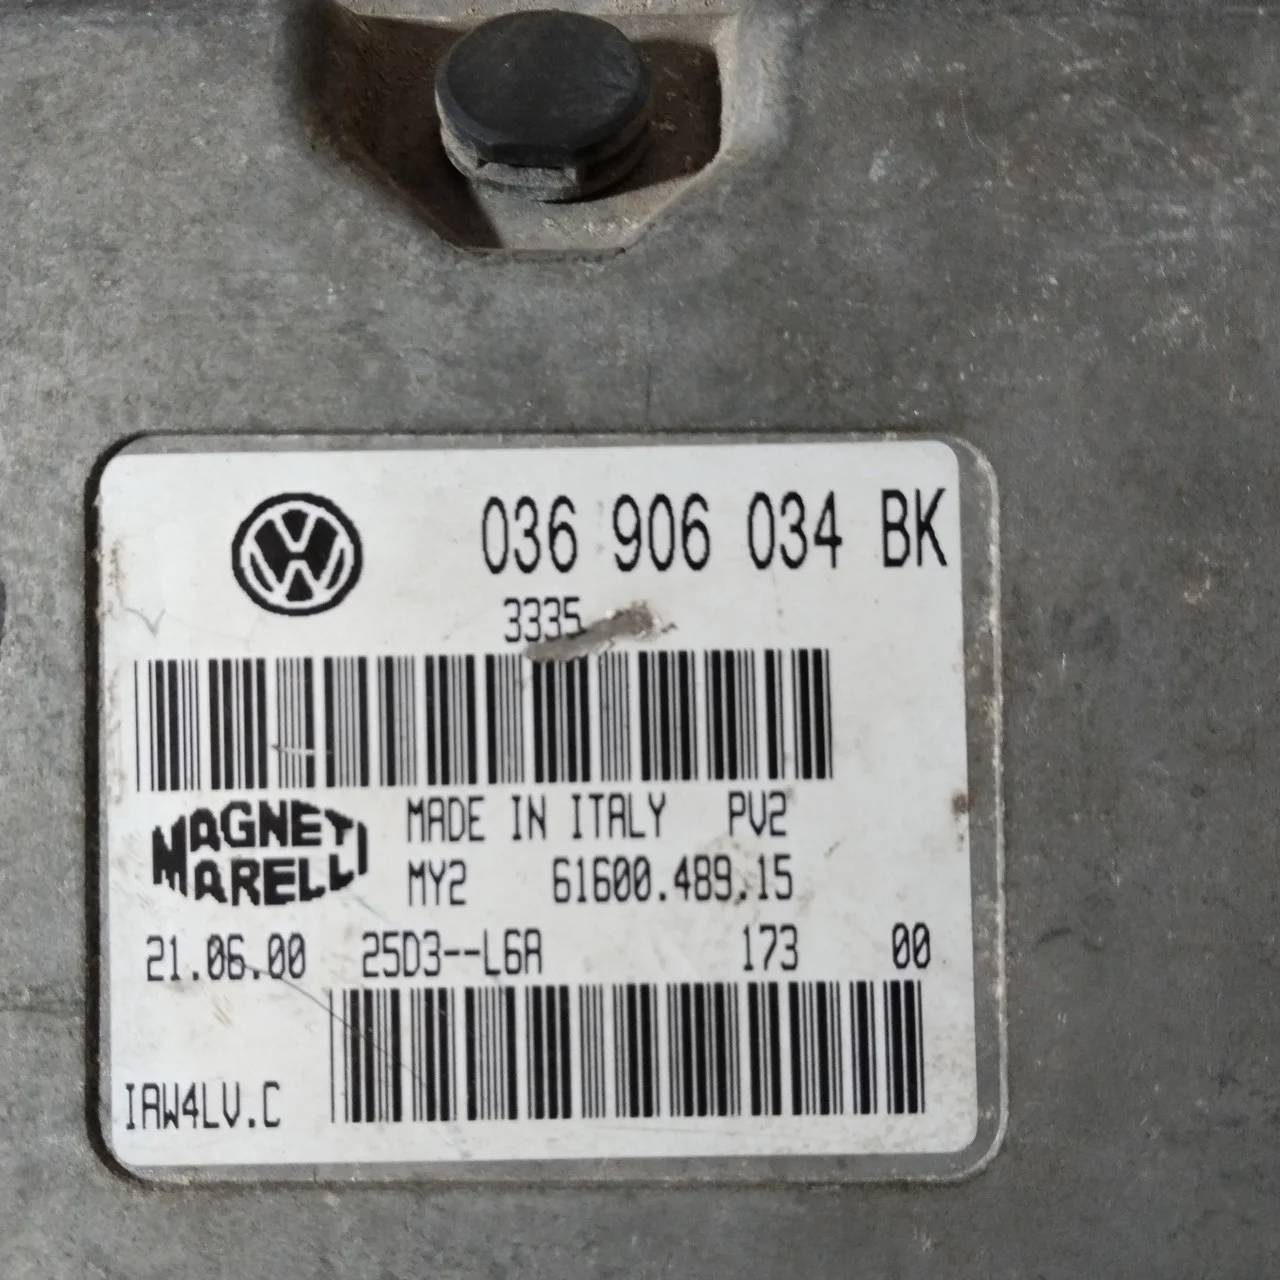 036 906 034 BK
3335
MAGNETI MARELLI
MADE IN ITALY PV2
MY2 61600.489.15
21.06.00 25D3--L6A 173 00
IAW4LV.C